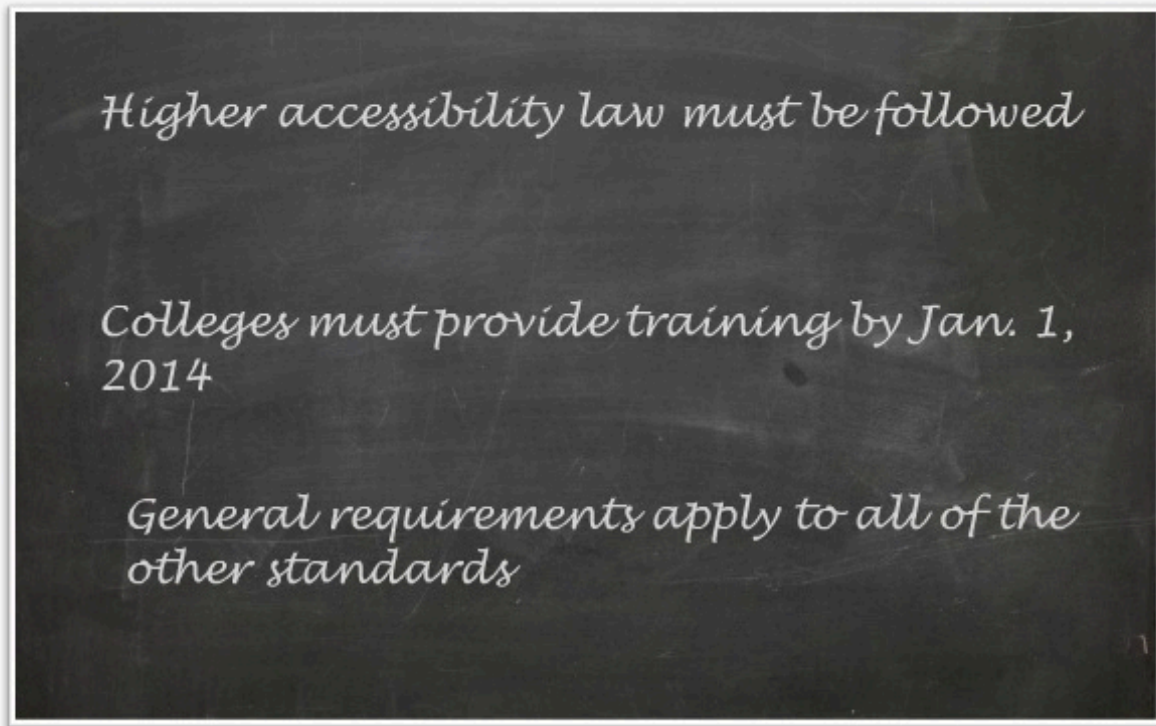 Higher accessibility law must be followed
Colleges must provide training by Jan. 1,
2014
General requirements apply to all of the
other standards